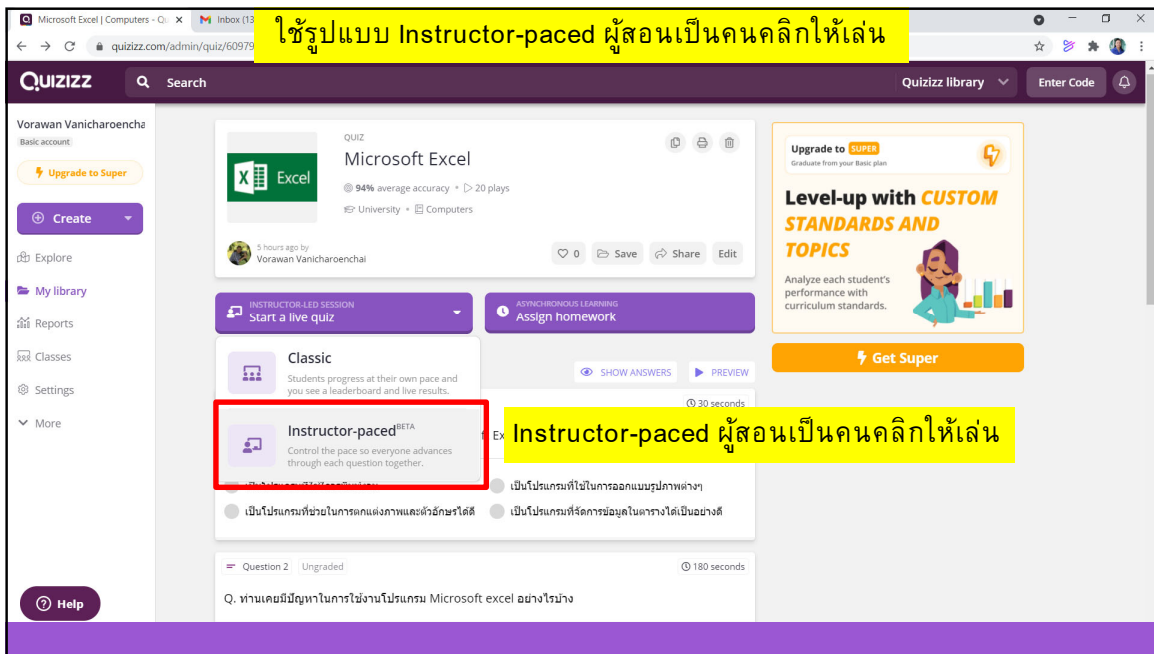 Microsoft Excel | Computers - Qu
Inbox (13
ใช้รูปแบบ Instructor-paced ผู้สอนเป็นคนคลิกให้เล่น
quizizz.com/admin/quiz/60979
QUIZIZZ
Search
Quizizz library
Enter Code
Vorawan Vanicharoencha
Basic account
Upgrade to Super
Create
Explore
My library
Reports
Classes
Settings
More
Help
QUIZ
Microsoft Excel
94% average accuracy • 20 plays
University • Computers
5 hours ago by
Vorawan Vanicharoenchai
0 Save Share Edit
X Excel
INSTRUCTOR-LED SESSION
Start a live quiz
ASYNCHRONOUS LEARNING
Assign homework
Classic
Students progress at their own pace and
you see a leaderboard and live results.
Instructor-paced BETA
Control the pace so everyone advances
through each question together.
SHOW ANSWERS PREVIEW
30 seconds
Instructor-paced ผู้สอนเป็นคนคลิกให้เล่น
เป็นโปรแกรมที่ใช้ในการออกแบบรูปภาพต่างๆ
เป็นโปรแกรมที่ช่วยในการตกแต่งภาพและตัวอักษรได้ดี
เป็นโปรแกรมที่จัดการข้อมูลในตารางได้เป็นอย่างดี
Question 2 Ungraded
180 seconds
Q. ท่านเคยมีปัญหาในการใช้งานโปรแกรม Microsoft excel อย่างไรบ้าง
Upgrade to SUPER
Graduate from your Basic plan
Level-up with CUSTOM
STANDARDS AND
TOPICS
Analyze each student's
performance with
curriculum standards.
Get Super